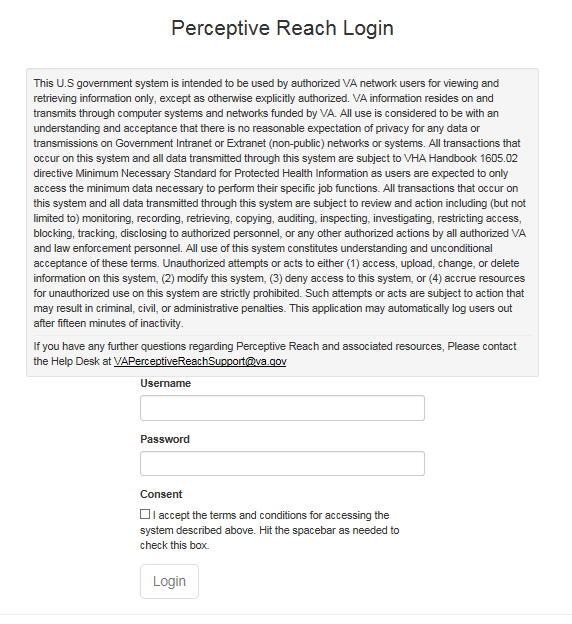 Perceptive Reach Login
This U.S government system is intended to be used by authorized VA network users for viewing and
retrieving information only, except as otherwise explicitly authorized. VA information resides on and
transmits through computer systems and networks funded by VA. All use is considered to be with an
understanding and acceptance that there is no reasonable expectation of privacy for any data or
transmissions on Government Intranet or Extranet (non-public) networks or systems. All transactions that
occur on this system and all data transmitted through this system are subject to VHA Handbook 1605.02
directive Minimum Necessary Standard for Protected Health Information as users are expected to only
access the minimum data necessary to perform their specific job functions. All transactions that occur on
this system and all data transmitted through this system are subject to review and action including (but not
limited to) monitoring, recording, retrieving, copying, auditing, inspecting, investigating, restricting access,
blocking, tracking, disclosing to authorized personnel, or any other authorized actions by all authorized VA
and law enforcement personnel. All use of this system constitutes understanding and unconditional
acceptance of these terms. Unauthorized attempts or acts to either (1) access, upload, change, or delete
information on this system, (2) modify this system, (3) deny access to this system, or (4) accrue resources
for unauthorized use on this system are strictly prohibited. Such attempts or acts are subject to action that
may result in criminal, civil, or administrative penalties. This application may automatically log users out
after fifteen minutes of inactivity.
If you have any further questions regarding Perceptive Reach and associated resources, Please contact
the Help Desk at VAPerceptiveReachSupport@va.gov
Username
Password
Consent
I accept the terms and conditions for accessing the
system described above. Hit the spacebar as needed to
check this box.
Login